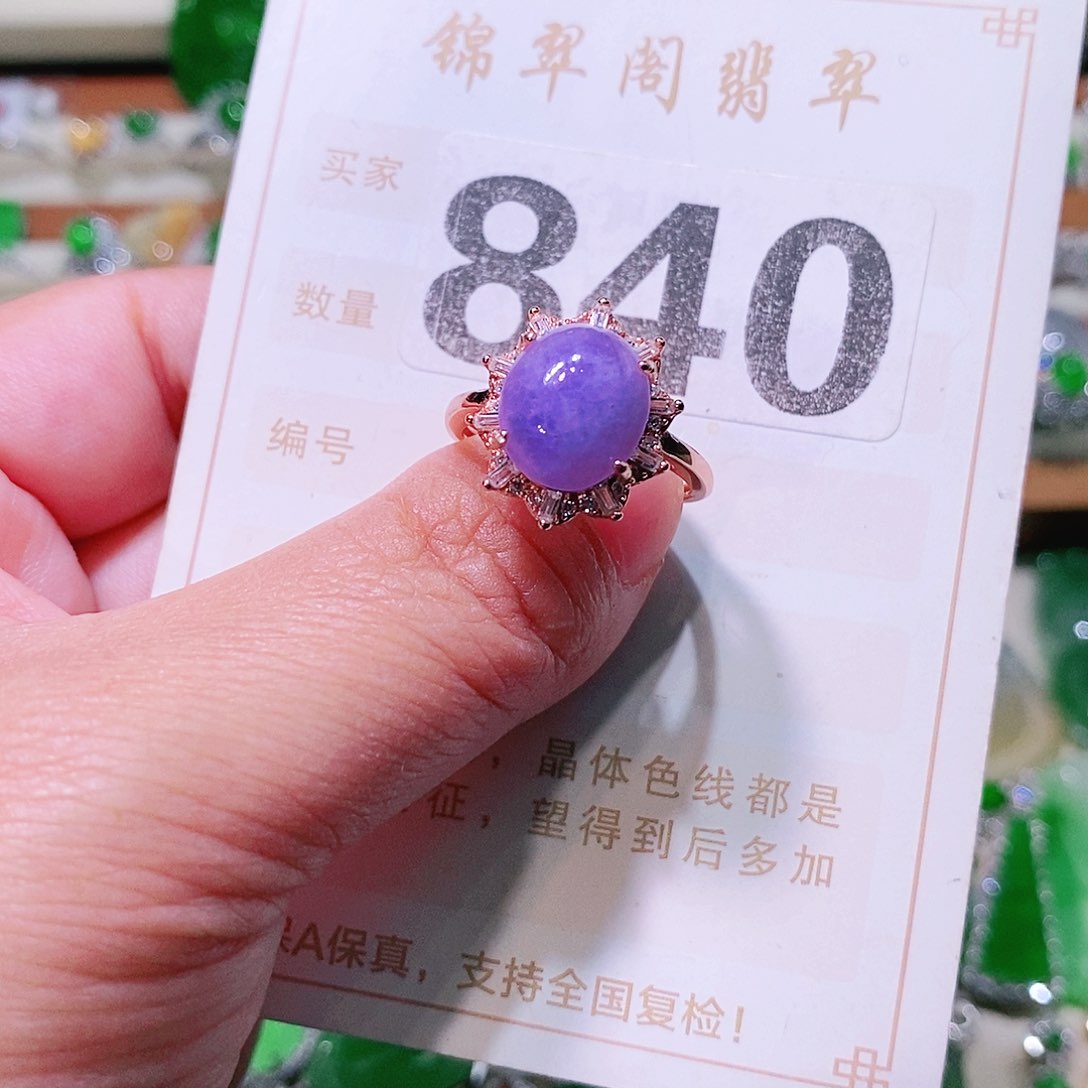 锦翠阁翡翠
买家
840
数量
编号
，晶体色线都是
征，望得到后多加
保A保真，支持全国复检！